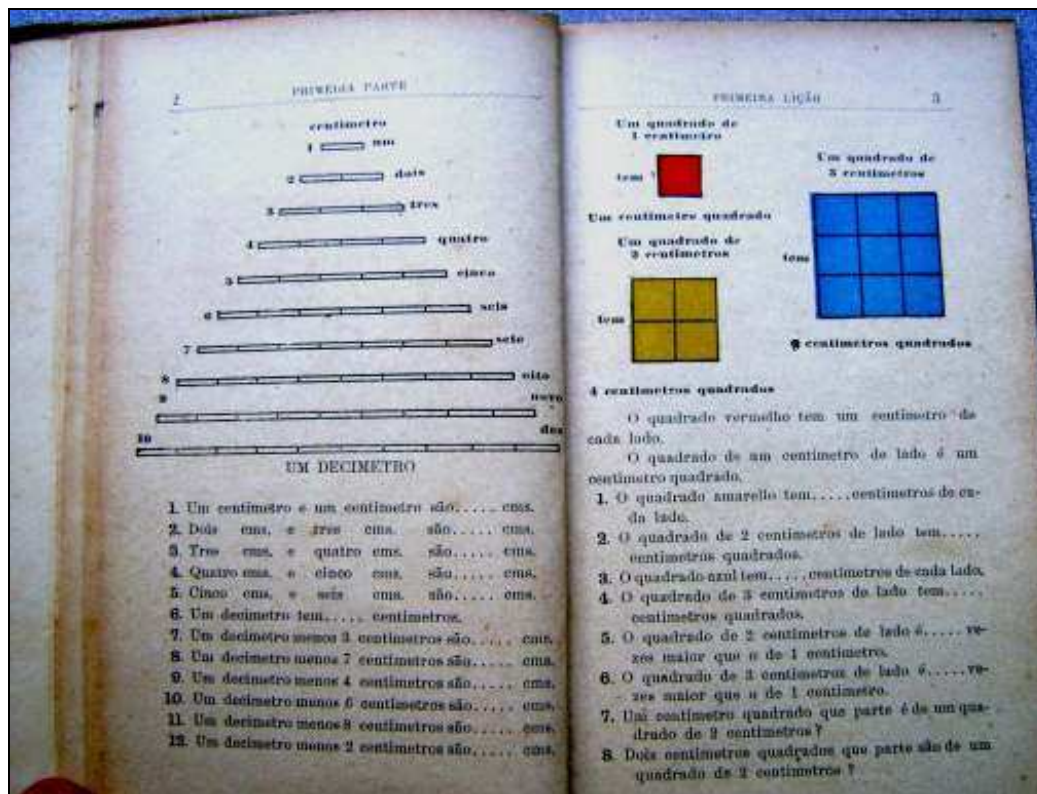 2 PRIMEIRA PARTE
centimetro
1 um
2 dois
3 tres
4 quatro
5 cinco
6 seis
7 sete
8 oito
9 nove
10 dez
UM DECIMETRO
1. Um centimetro e um centimetro são..... cms.
2. Dois cms. e tres cms. são..... cms.
3. Tres cms. e quatro cms. são..... cms.
4. Quatro cms. e cinco cms. são..... cms.
5. Cinco cms. e seis cms. são..... cms.
6. Um decimetro tem..... centimetros.
7. Um decimetro menos 3 centimetros são..... cms.
8. Um decimetro menos 7 centimetros são..... cms.
9. Um decimetro menos 4 centimetros são..... cms.
10. Um decimetro menos 6 centimetros são..... cms.
11. Um decimetro menos 8 centimetros são..... cms.
12. Um decimetro menos 2 centimetros são..... cms.
PRIMEIRA LIÇÃO 3
Um quadrado de
1 centimetro
tem
Um centimetro quadrado
Um quadrado de
2 centimetros
tem
4 centimetros quadrados
Um quadrado de
3 centimetros
tem
9 centimetros quadrados
O quadrado vermelho tem um centimetro de
cada lado.
O quadrado de um centimetro de lado é um
centimetro quadrado.
1. O quadrado amarello tem.....centimetros de ca-
da lado.
2. O quadrado de 2 centimetros de lado tem.....
centimetros quadrados.
3. O quadrado azul tem.....centimetros de cada lado.
4. O quadrado de 3 centimetros de lado tem.....
centimetros quadrados.
5. O quadrado de 2 centimetros de lado é.....ve-
zes maior que o de 1 centimetro.
6. O quadrado de 3 centimetros de lado é.....ve-
zes maior que o de 1 centimetro.
7. Um centimetro quadrado que parte é de um qua-
drado de 2 centimetros?
8. Dois centimetros quadrados que parte são de um
quadrado de 2 centimetros?